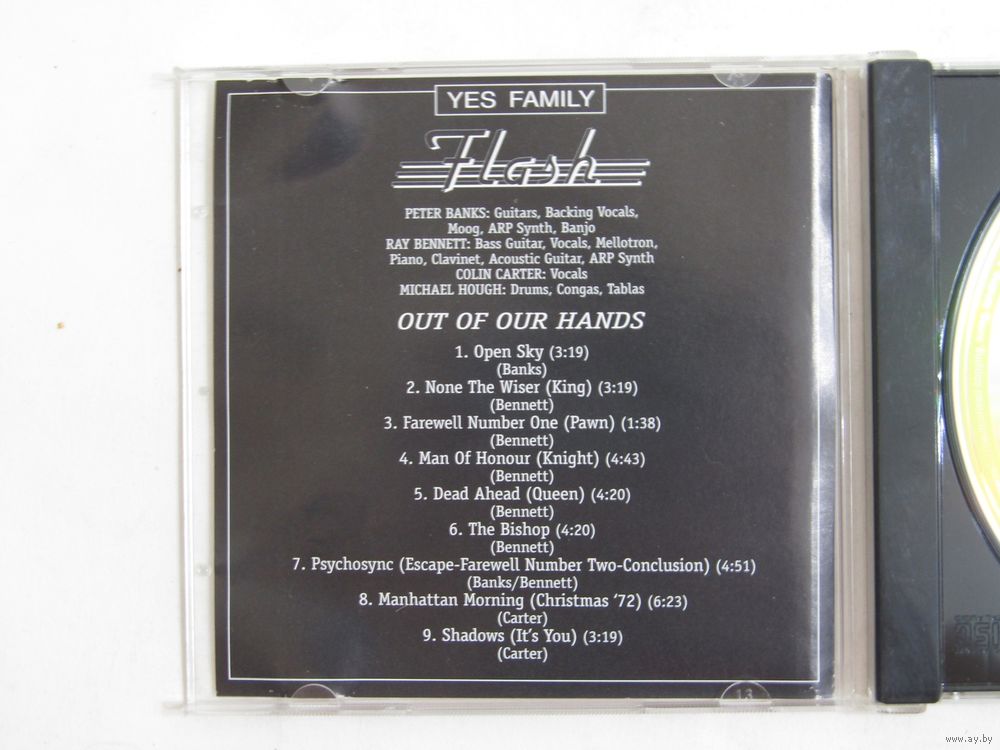 YES FAMILY
Flash
PETER BANKS: Guitars, Backing Vocals,
Moog, ARP Synth, Banjo
RAY BENNETT: Bass Guitar, Vocals, Mellotron,
Piano, Clavinet, Acoustic Guitar, ARP Synth
COLIN CARTER: Vocals
MICHAEL HOUGH: Drums, Congas, Tablas
OUT OF OUR HANDS
1. Open Sky (3:19)
(Banks)
2. None The Wiser (King) (3:19)
(Bennett)
3. Farewell Number One (Pawn) (1:38)
(Bennett)
4. Man Of Honour (Knight) (4:43)
(Bennett)
5. Dead Ahead (Queen) (4:20)
(Bennett)
6. The Bishop (4:20)
(Bennett)
7. Psychosync (Escape-Farewell Number Two-Conclusion) (4:51)
(Banks/Bennett)
8. Manhattan Morning (Christmas '72) (6:23)
(Carter)
9. Shadows (It's You) (3:19)
(Carter)
13
www.ay.by